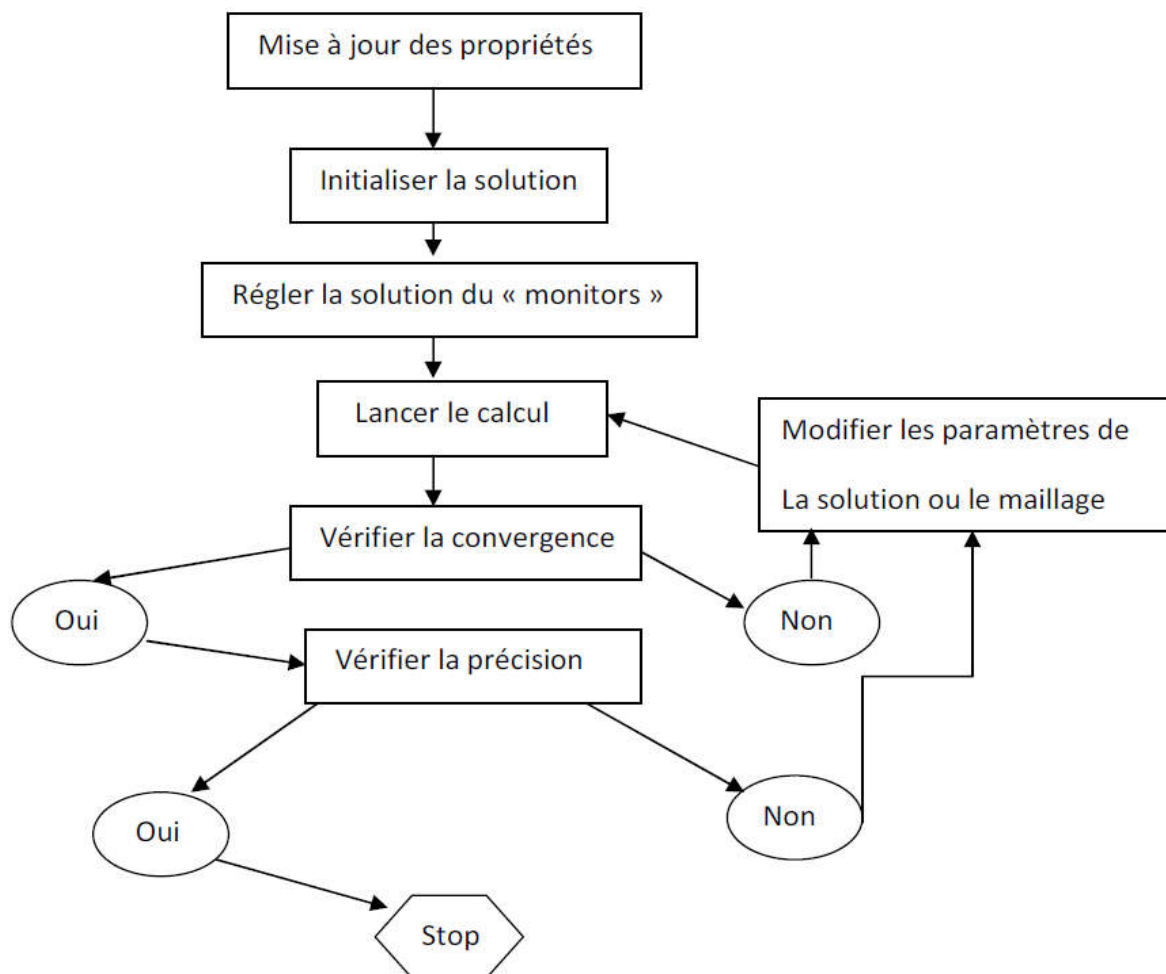 Mise à jour des propriétés
Initialiser la solution
Régler la solution du « monitors »
Lancer le calcul
Modifier les paramètres de
La solution ou le maillage
Vérifier la convergence
Oui
Non
Vérifier la précision
Oui
Non
Stop